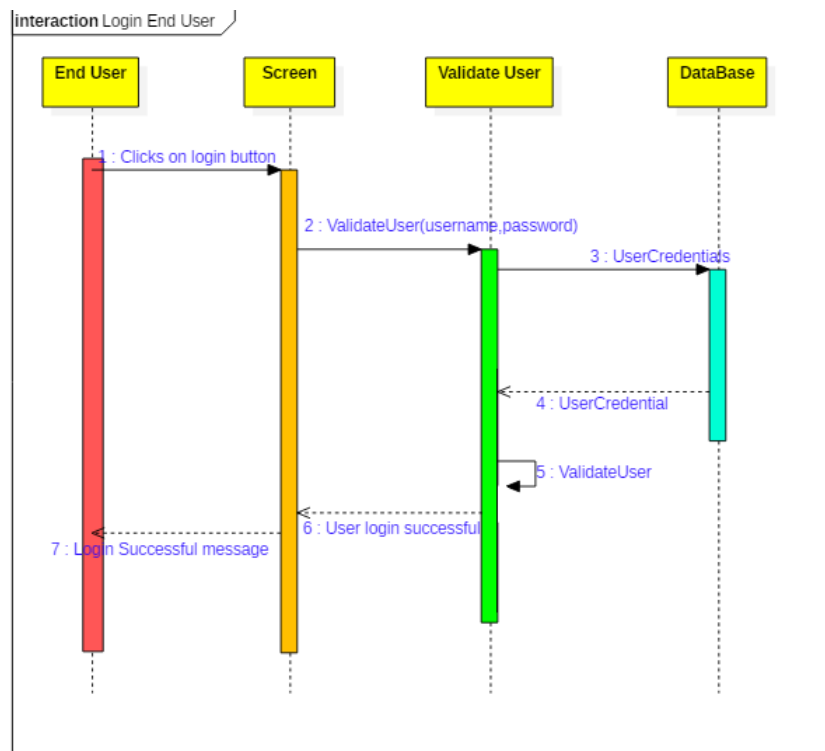 interaction Login End User
End User
Screen
Validate User
DataBase
1 : Clicks on login button
2 : ValidateUser(username,password)
3 : UserCredentials
4 : UserCredential
5 : ValidateUser
6 : User login successful
7 : Login Successful message